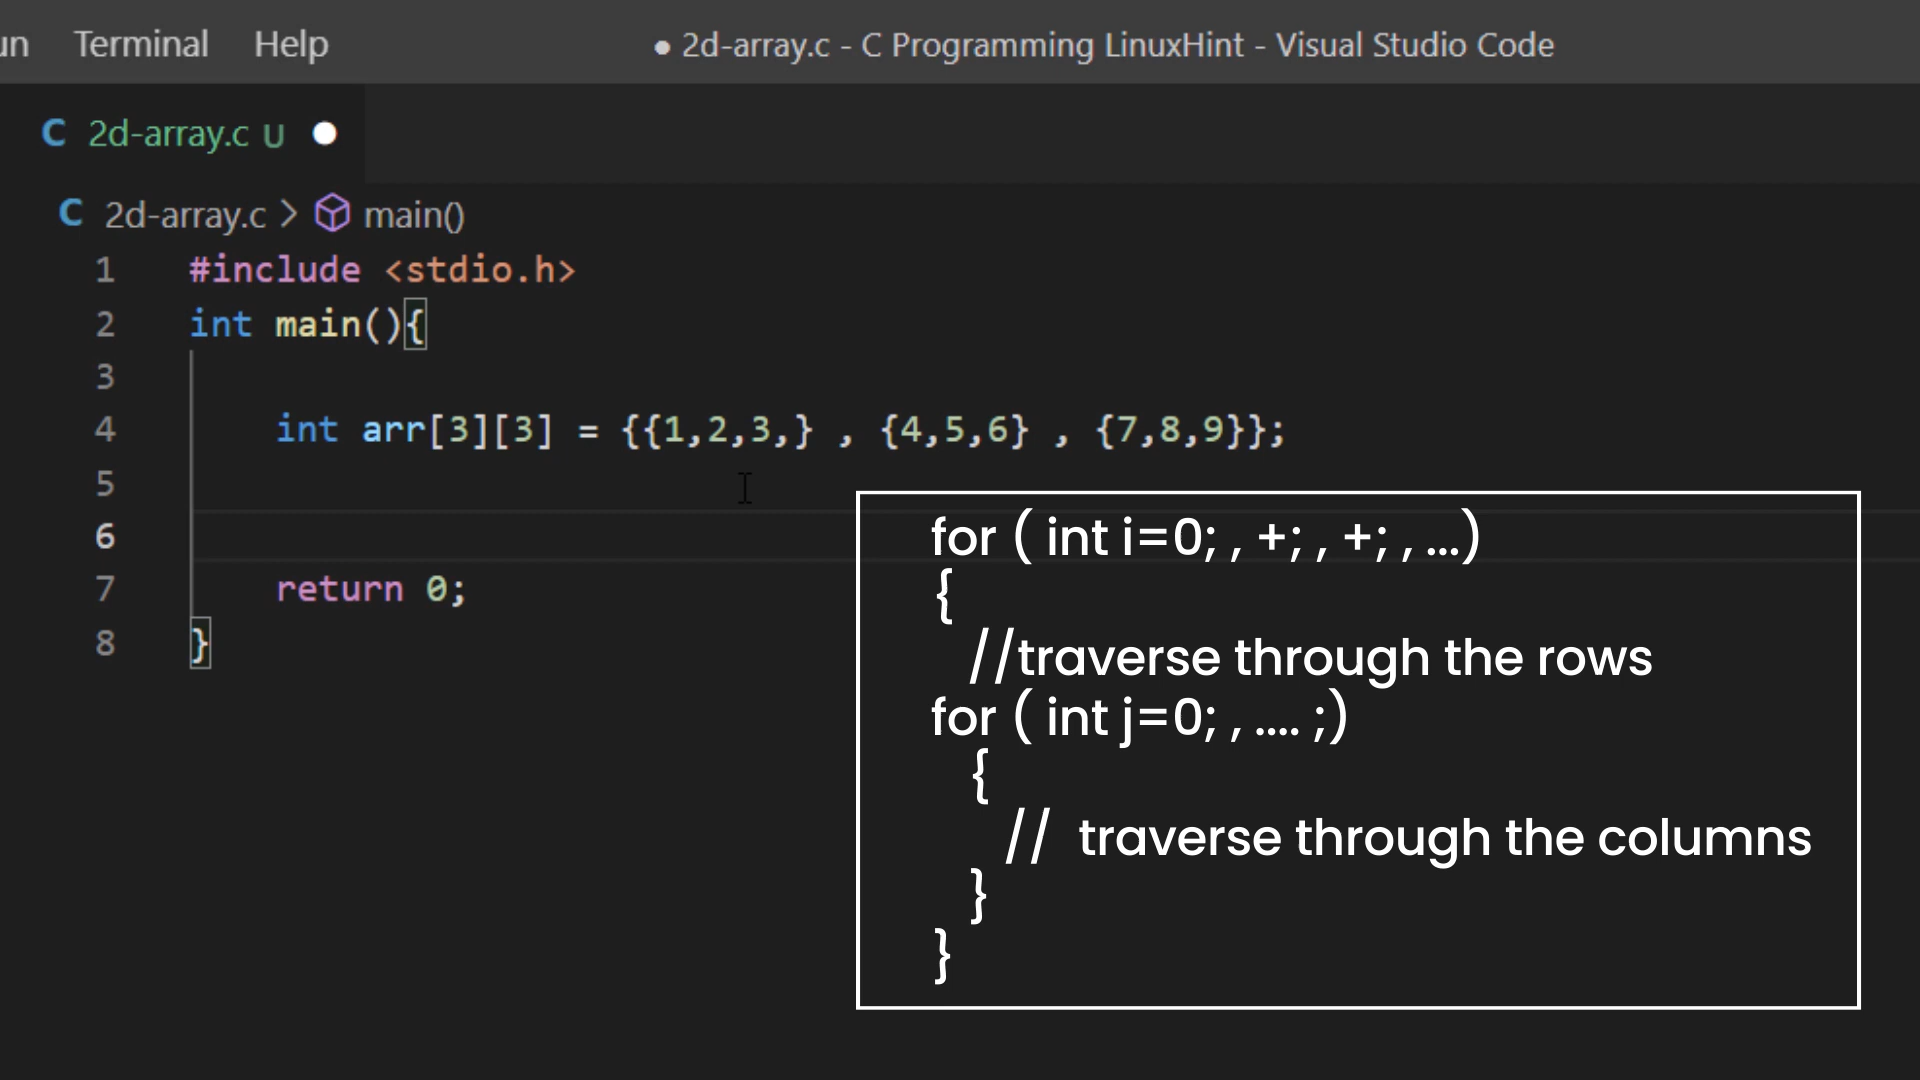 un Terminal Help ● 2d-array.c - C Programming LinuxHint - Visual Studio Code
C 2d-array.c U ●
C 2d-array.c > main()
1 #include <stdio.h>
2 int main(){
3
4 int arr[3][3] = {{1,2,3,} , {4,5,6} , {7,8,9}};
5
6
7 return 0;
8 }
for ( int i=0; , +; , +; , ...)
{
//traverse through the rows
for ( int j=0; , .... ;)
{
// traverse through the columns
}
}